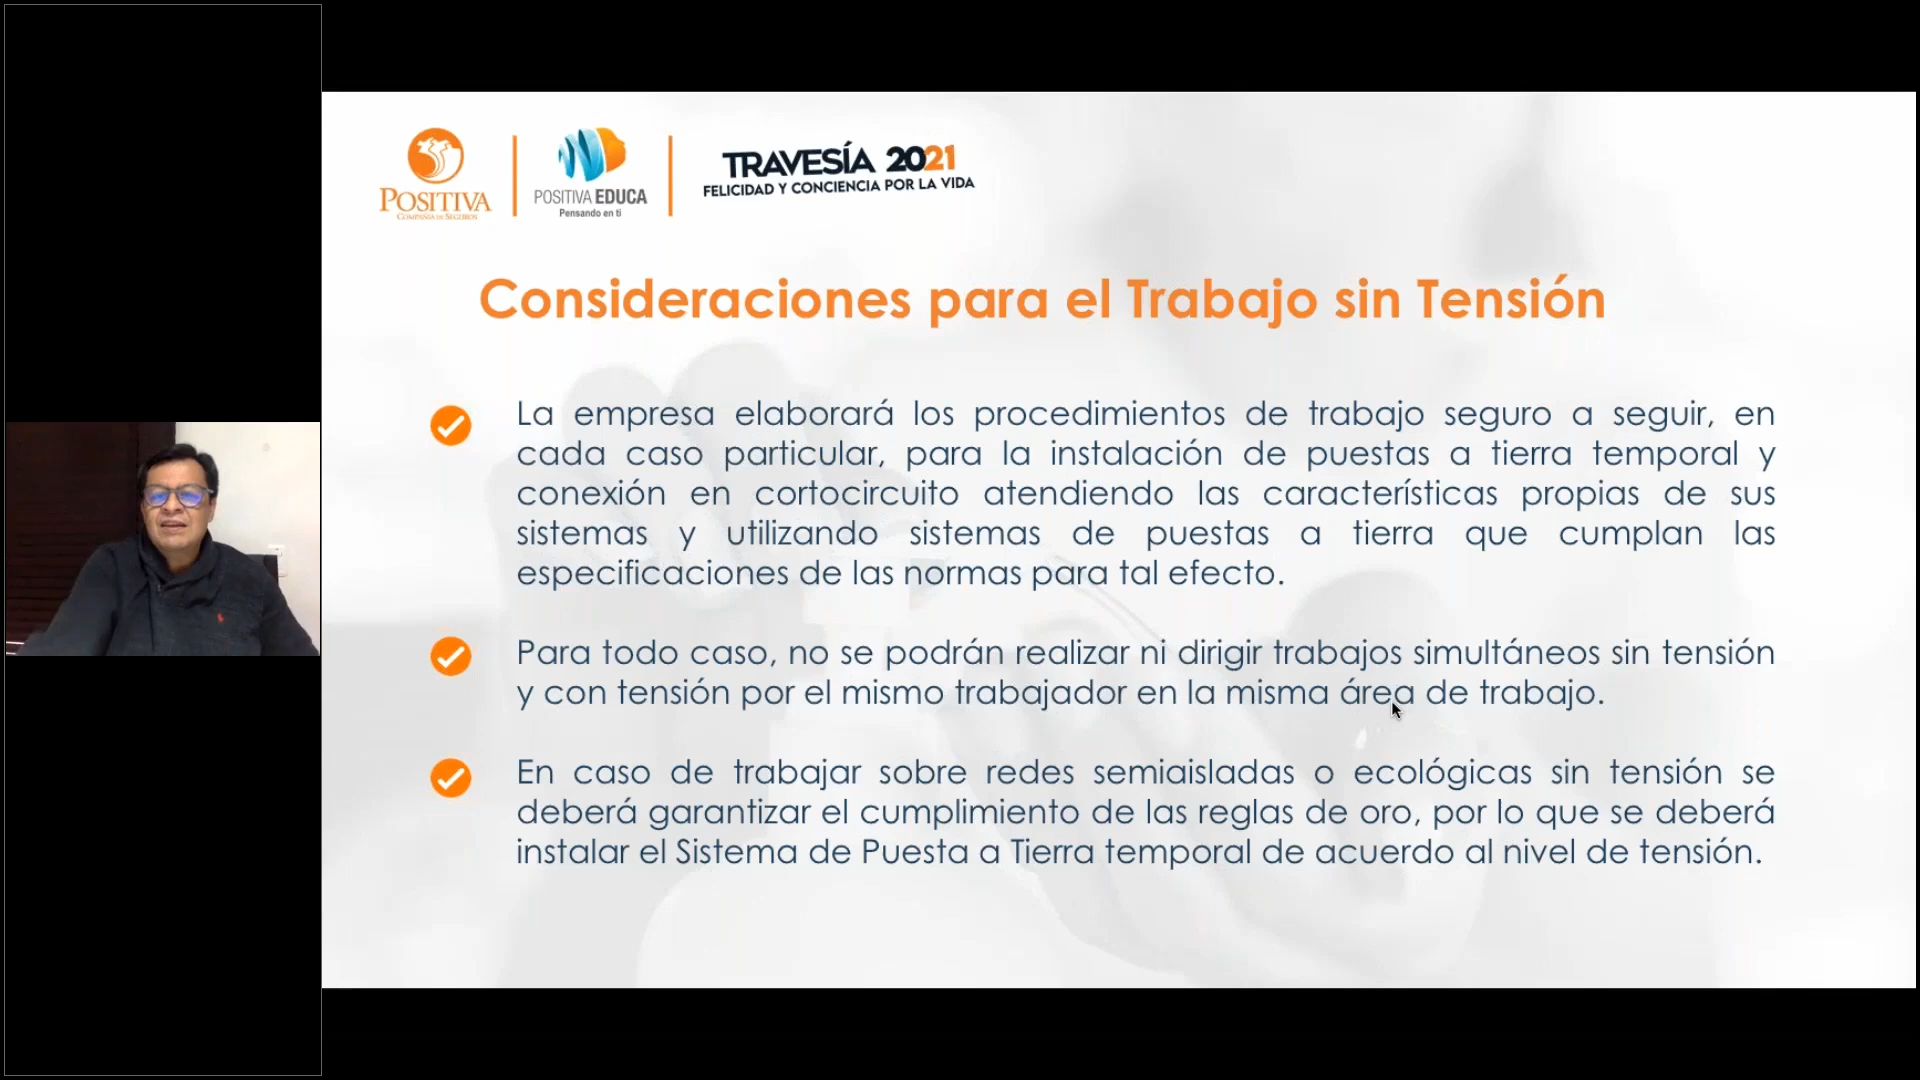 POSITIVA
COMPAÑÍA DE SEGUROS
POSITIVA EDUCA
Pensando en ti
TRAVESÍA 2021
FELICIDAD Y CONCIENCIA POR LA VIDA
Consideraciones para el Trabajo sin Tensión
La empresa elaborará los procedimientos de trabajo seguro a seguir, en
cada caso particular, para la instalación de puestas a tierra temporal y
conexión en cortocircuito atendiendo las características propias de sus
sistemas y utilizando sistemas de puestas a tierra que cumplan las
especificaciones de las normas para tal efecto.
Para todo caso, no se podrán realizar ni dirigir trabajos simultáneos sin tensión
y con tensión por el mismo trabajador en la misma área de trabajo.
En caso de trabajar sobre redes semiaisladas o ecológicas sin tensión se
deberá garantizar el cumplimiento de las reglas de oro, por lo que se deberá
instalar el Sistema de Puesta a Tierra temporal de acuerdo al nivel de tensión.